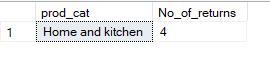 prod_cat No_of_returns
1 Home and kitchen 4